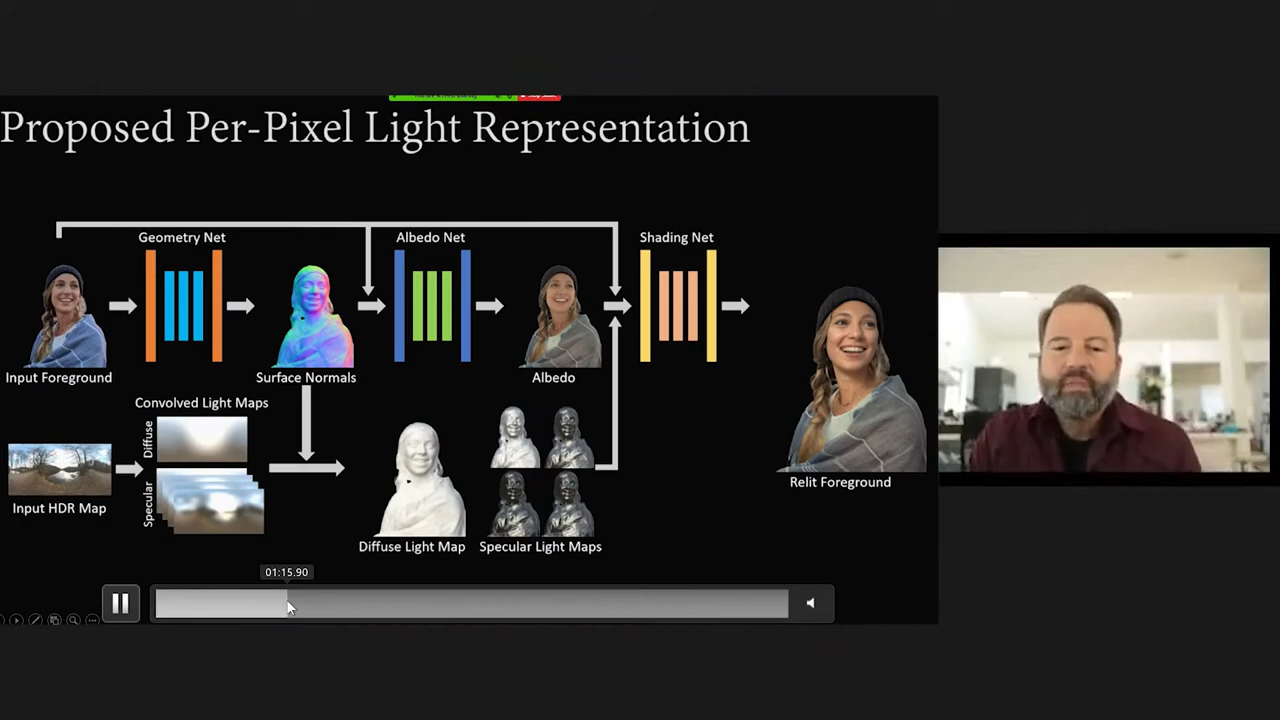 Proposed Per-Pixel Light Representation
Geometry Net
Albedo Net
Shading Net
Input Foreground
Surface Normals
Albedo
Convolved Light Maps
Diffuse
Specular
Input HDR Map
Diffuse Light Map
Specular Light Maps
Relit Foreground
01:15.90